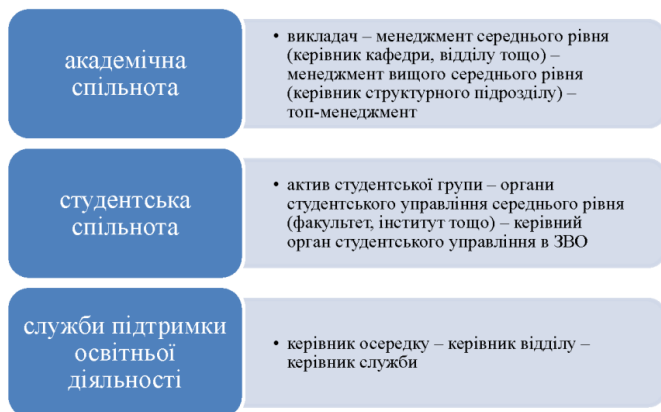 академічна
спільнота
• викладач – менеджмент середнього рівня
(керівник кафедри, відділу тощо) –
менеджмент вищого середнього рівня
(керівник структурного підрозділу) –
топ-менеджмент
студентська
спільнота
• актив студентської групи – органи
студентського управління середнього рівня
(факультет, інститут тощо) – керівний
орган студентського управління в ЗВО
служби підтримки
освітньої
діяльності
• керівник осередку – керівник відділу –
керівник служби